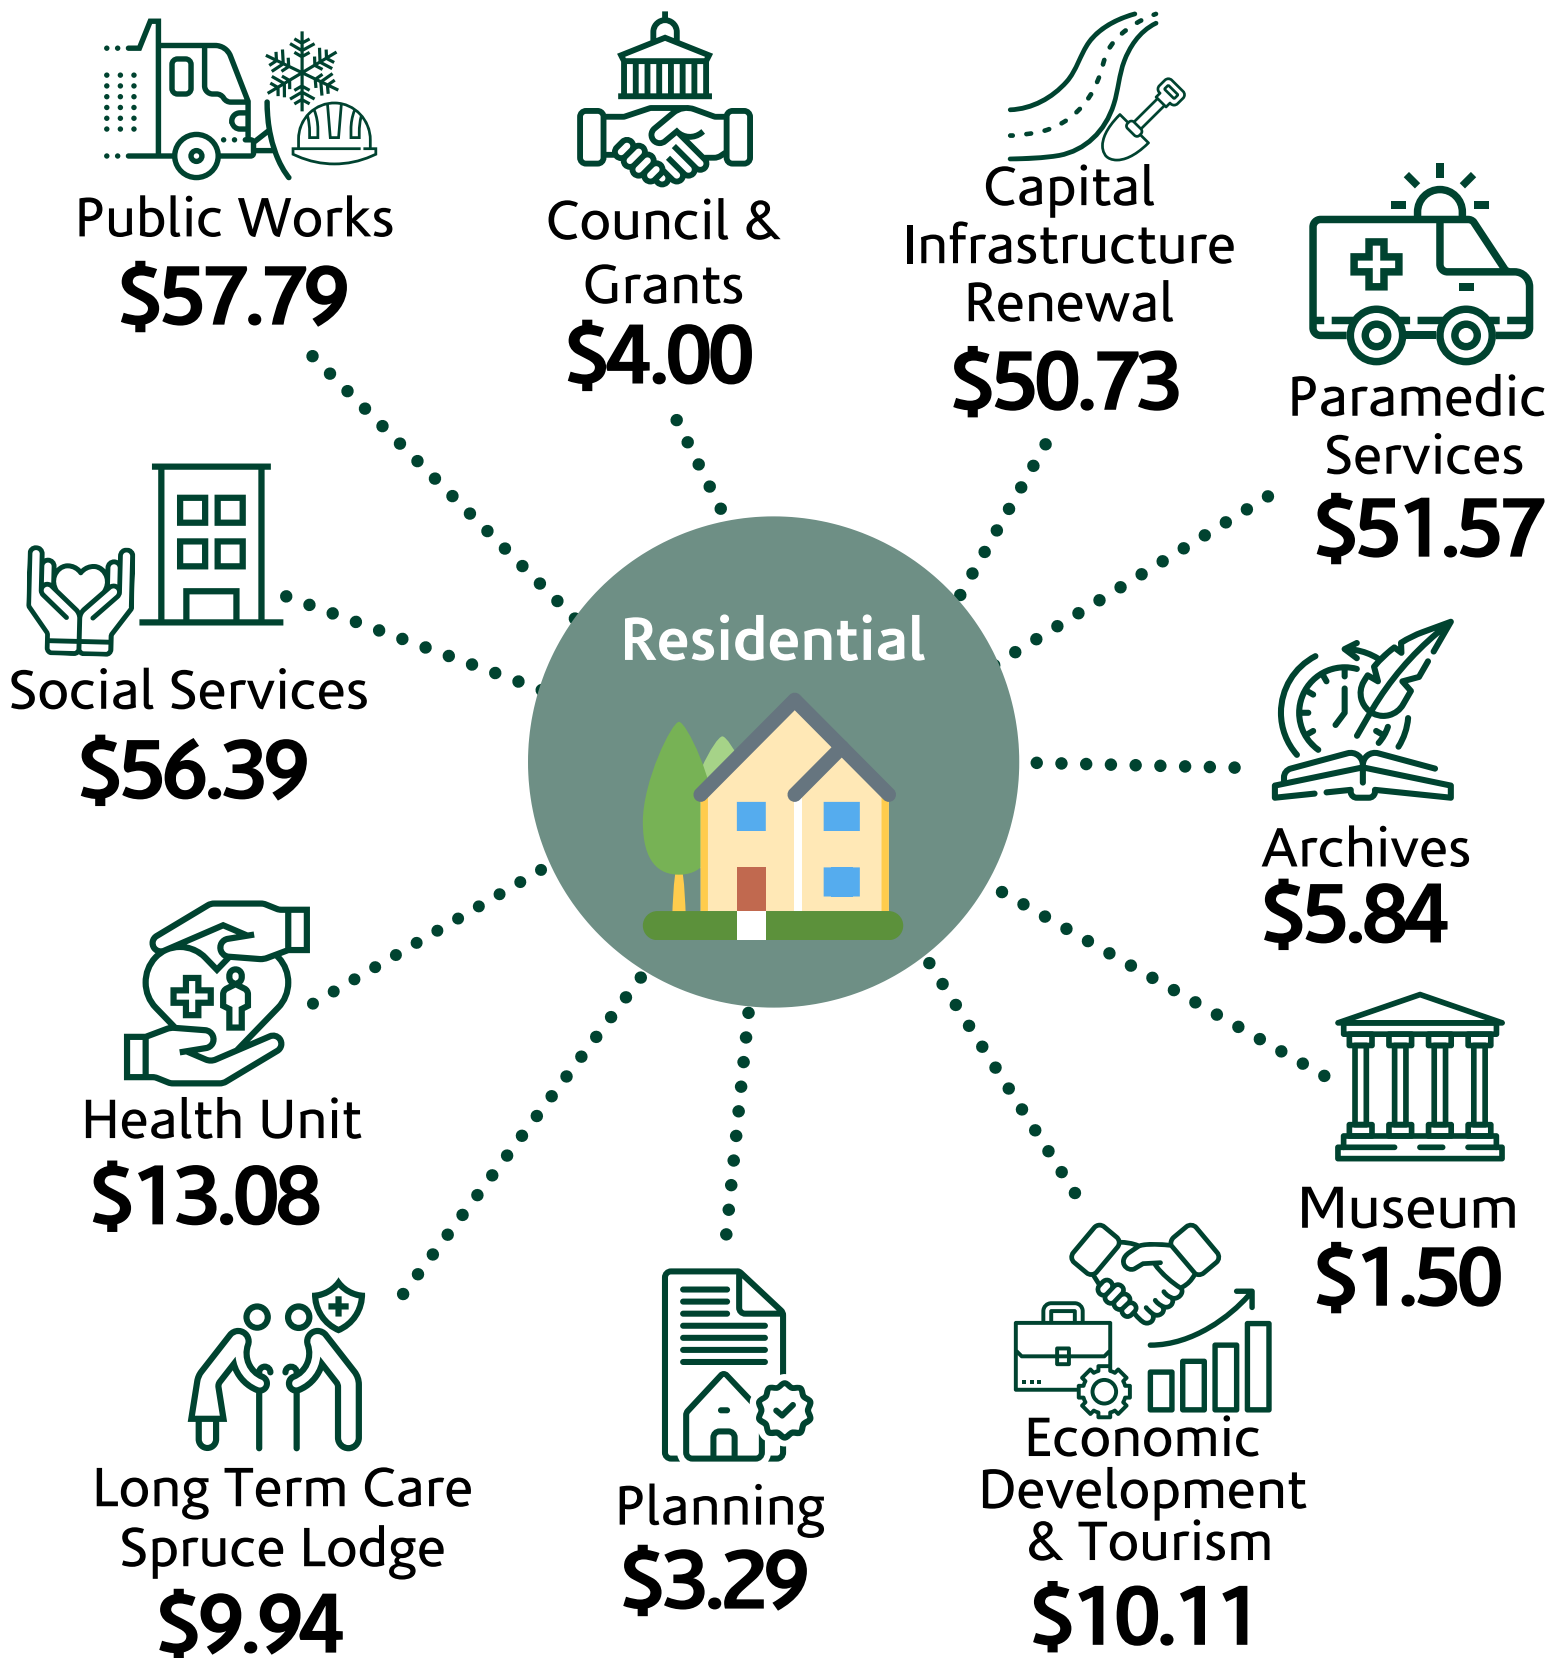 Public Works
$57.79
Council &
Grants
$4.00
Capital
Infrastructure
Renewal
$50.73
Paramedic
Services
$51.57
Social Services
$56.39
Residential
Archives
$5.84
Health Unit
$13.08
Museum
$1.50
Long Term Care
Spruce Lodge
$9.94
Planning
$3.29
Economic
Development
& Tourism
$10.11